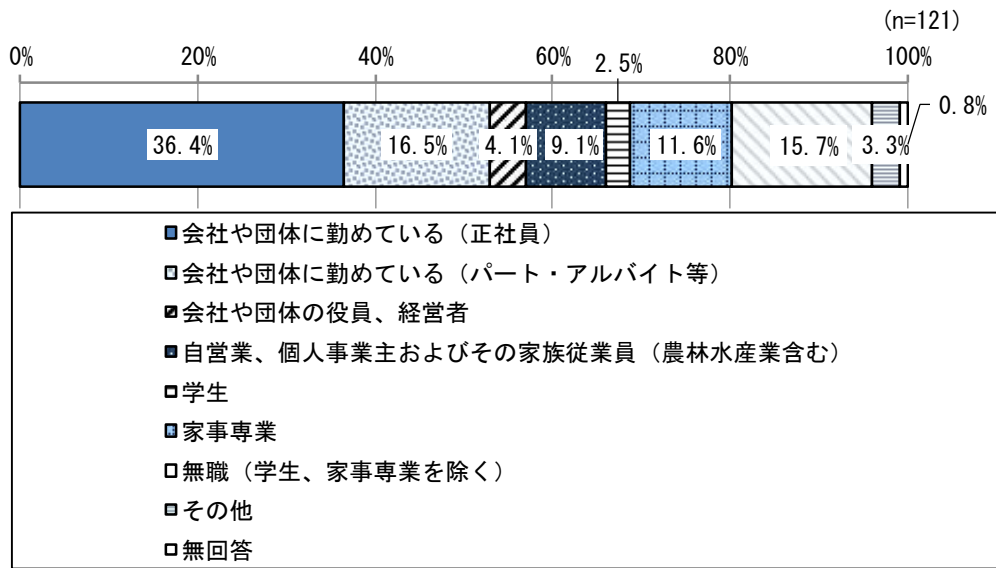 (n=121)
0% 20% 40% 60% 80% 100%
2.5%
0.8%
36.4% 16.5% 4.1% 9.1% 11.6% 15.7% 3.3%
会社や団体に勤めている（正社員）
会社や団体に勤めている（パート・アルバイト等）
会社や団体の役員、経営者
自営業、個人事業主およびその家族従業員（農林水産業含む）
学生
家事専業
無職（学生、家事専業を除く）
その他
無回答